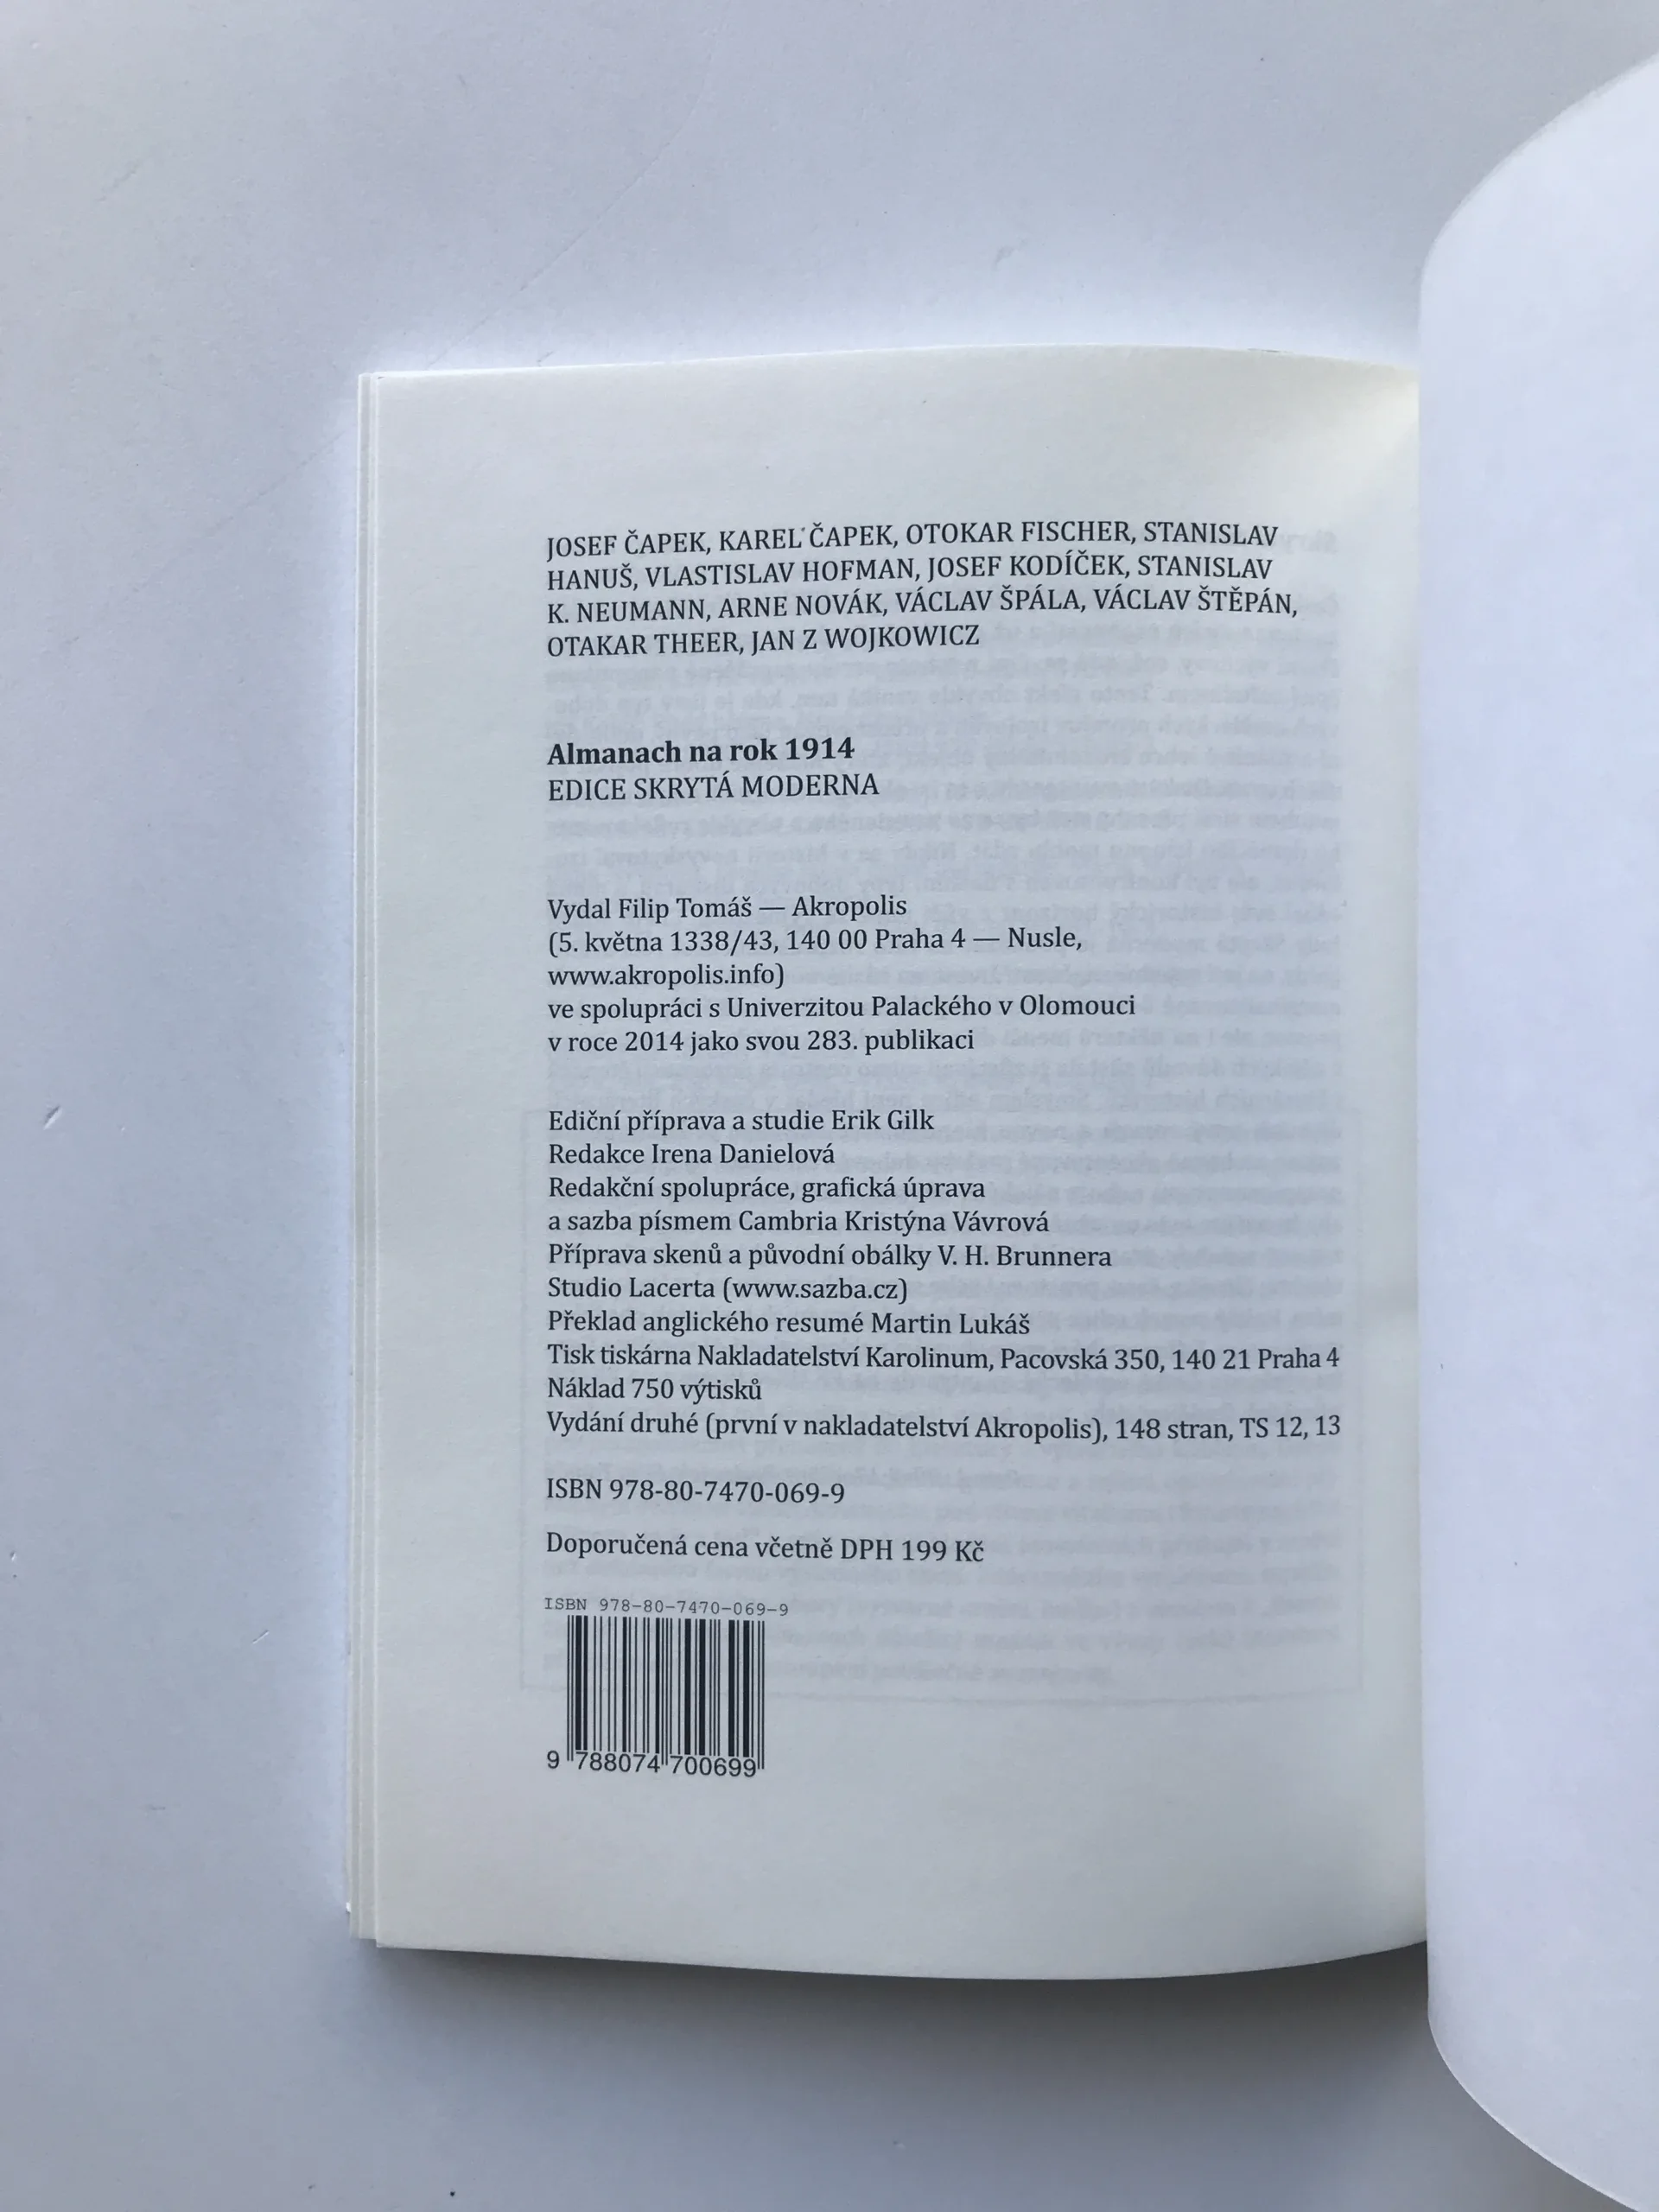 JOSEF ČAPEK, KAREL ČAPEK, OTOKAR FISCHER, STANISLAV
HANUŠ, VLASTISLAV HOFMAN, JOSEF KODÍČEK, STANISLAV
K. NEUMANN, ARNE NOVÁK, VÁCLAV ŠPÁLA, VÁCLAV ŠTĚPÁN,
OTAKAR THEER, JAN Z WOJKOWICZ
Almanach na rok 1914
EDICE SKRYTÁ MODERNA
Vydal Filip Tomáš — Akropolis
(5. května 1338/43, 140 00 Praha 4 — Nusle,
www.akropolis.info)
ve spolupráci s Univerzitou Palackého v Olomouci
v roce 2014 jako svou 283. publikaci
Ediční příprava a studie Erik Gilk
Redakce Irena Danielová
Redakční spolupráce, grafická úprava
a sazba písmem Cambria Kristýna Vávrová
Příprava skenů a původní obálky V. H. Brunnera
Studio Lacerta (www.sazba.cz)
Překlad anglického resumé Martin Lukáš
Tisk tiskárna Nakladatelství Karolinum, Pacovská 350, 140 21 Praha 4
Náklad 750 výtisků
Vydání druhé (první v nakladatelství Akropolis), 148 stran, TS 12, 13
ISBN 978-80-7470-069-9
Doporučená cena včetně DPH 199 Kč
ISBN 978-80-7470-069-9
9 788074 700699